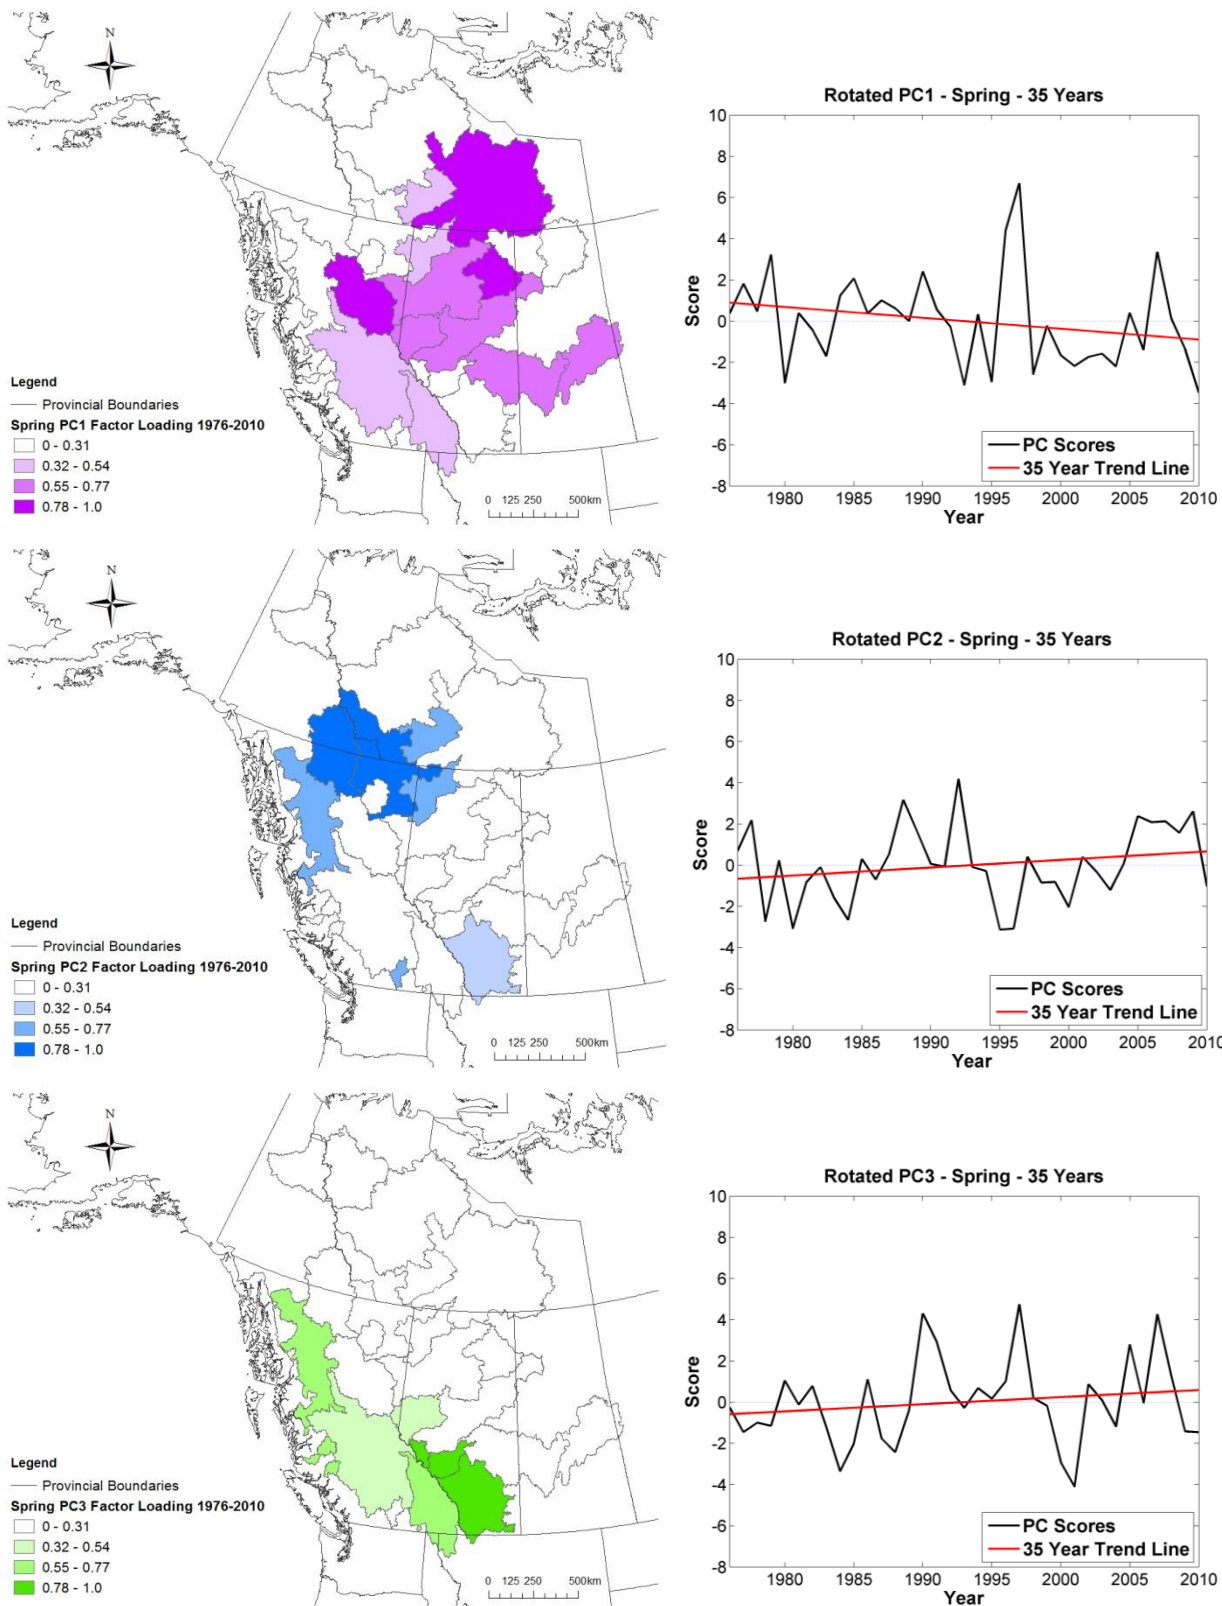 N
Legend
Provincial Boundaries
Spring PC1 Factor Loading 1976-2010
0 - 0.31
0.32 - 0.54
0.55 - 0.77
0.78 - 1.0
0 125 250 500km
Rotated PC1 - Spring - 35 Years
10
8
6
4
2
0
-2
-4
-6
-8
Score
PC Scores
35 Year Trend Line
1980 1985 1990 1995 2000 2005 2010
Year
N
Legend
Provincial Boundaries
Spring PC2 Factor Loading 1976-2010
0 - 0.31
0.32 - 0.54
0.55 - 0.77
0.78 - 1.0
0 125 250 500km
Rotated PC2 - Spring - 35 Years
10
8
6
4
2
0
-2
-4
-6
-8
Score
PC Scores
35 Year Trend Line
1980 1985 1990 1995 2000 2005 2010
Year
N
Legend
Provincial Boundaries
Spring PC3 Factor Loading 1976-2010
0 - 0.31
0.32 - 0.54
0.55 - 0.77
0.78 - 1.0
0 125 250 500km
Rotated PC3 - Spring - 35 Years
10
8
6
4
2
0
-2
-4
-6
-8
Score
PC Scores
35 Year Trend Line
1980 1985 1990 1995 2000 2005 2010
Year